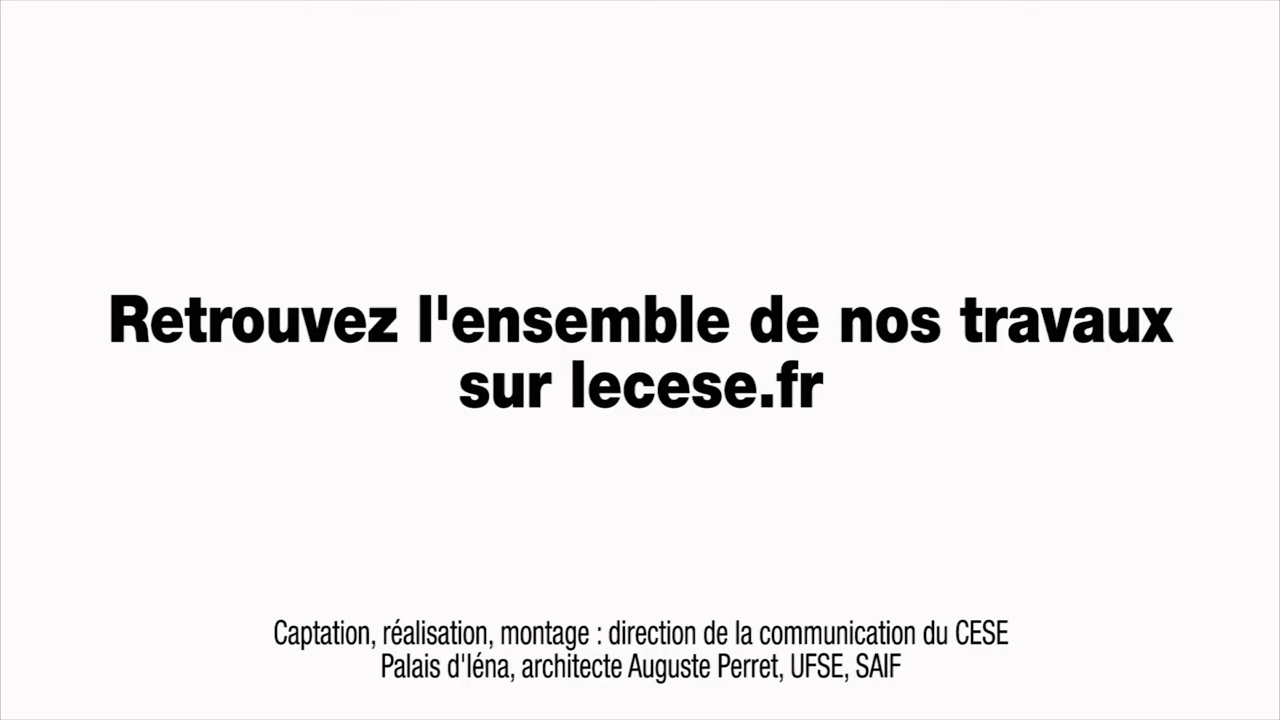 Retrouvez l'ensemble de nos travaux
sur lecese.fr
Captation, réalisation, montage : direction de la communication du CESE
Palais d'Iéna, architecte Auguste Perret, UFSE, SAIF